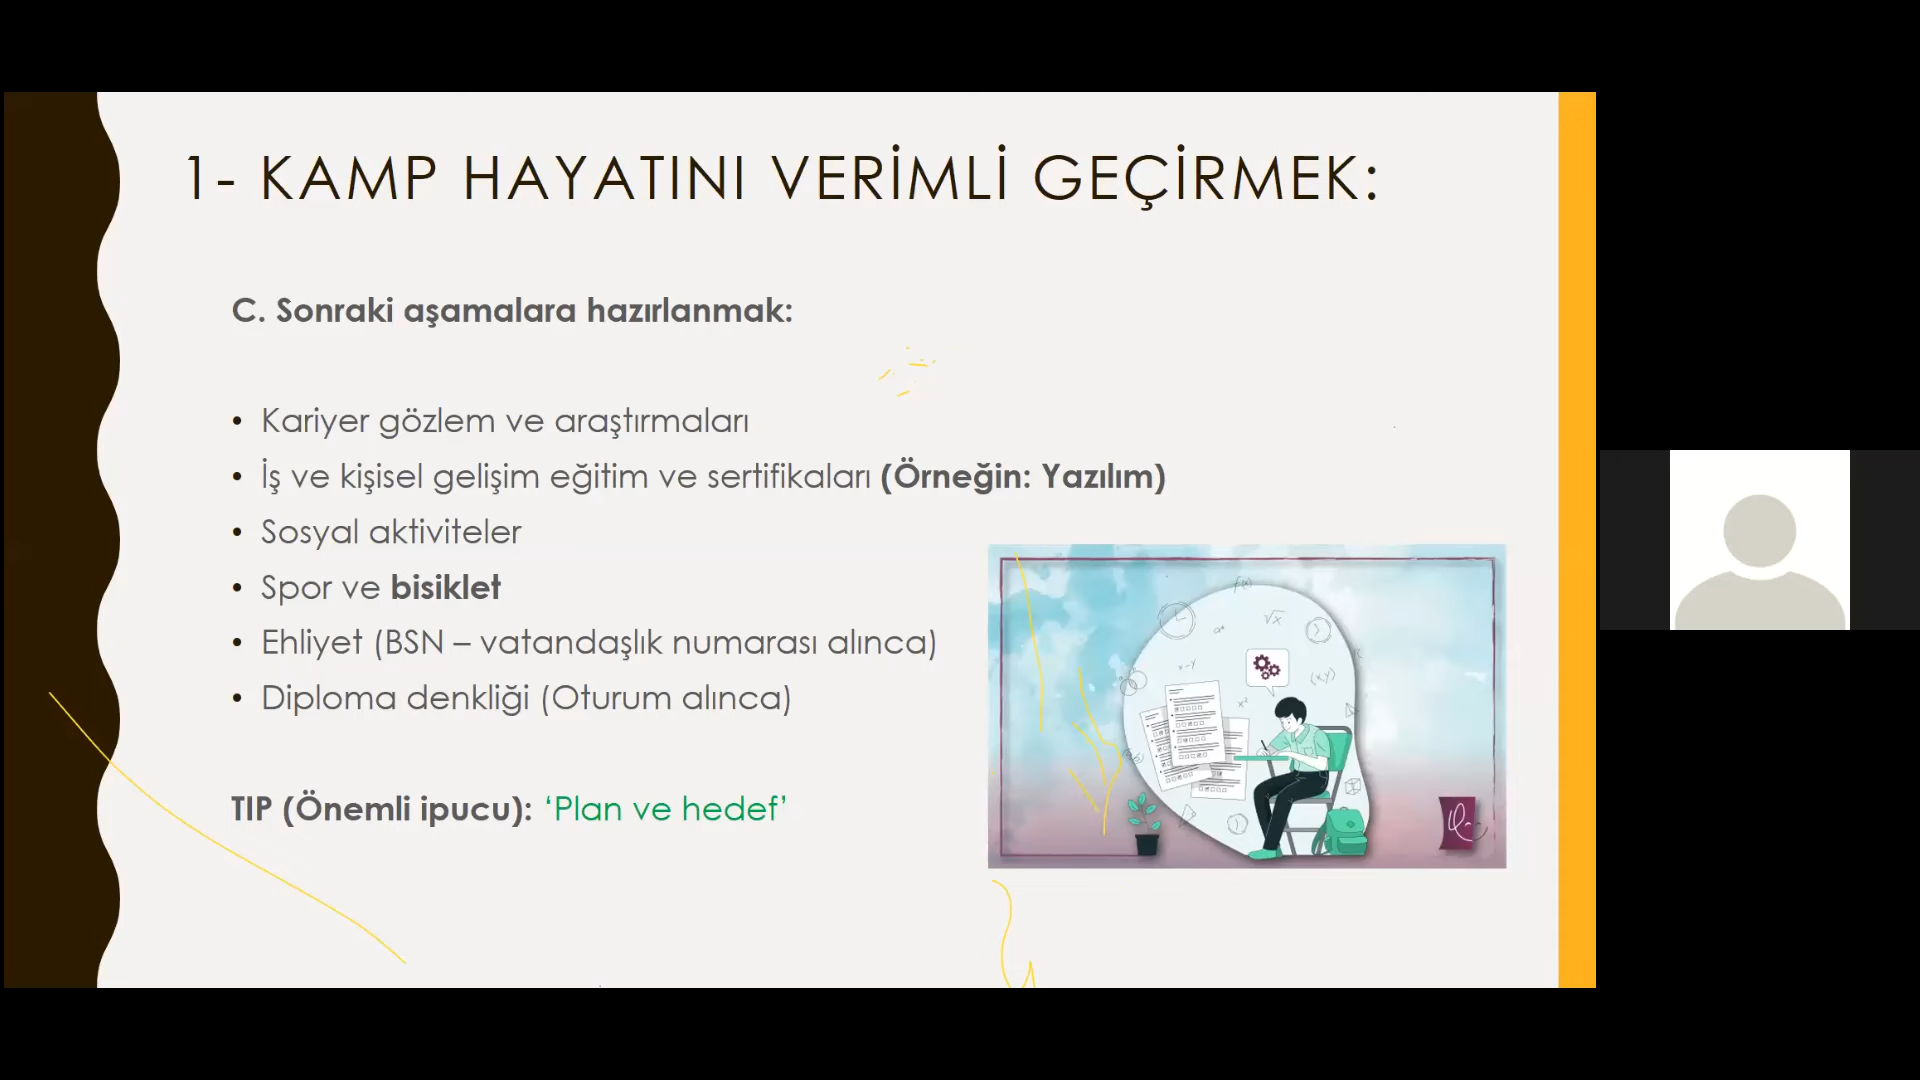 1- KAMP HAYATINI VERİMLİ GEÇİRMEK:
C. Sonraki aşamalara hazırlanmak:
• Kariyer gözlem ve araştırmaları
• İş ve kişisel gelişim eğitim ve sertifikaları (Örneğin: Yazılım)
• Sosyal aktiviteler
• Spor ve bisiklet
• Ehliyet (BSN – vatandaşlık numarası alınca)
• Diploma denkliği (Oturum alınca)
TIP (Önemli ipucu): ‘Plan ve hedef’
f(x)
√x
x-y
x²
(x,y)